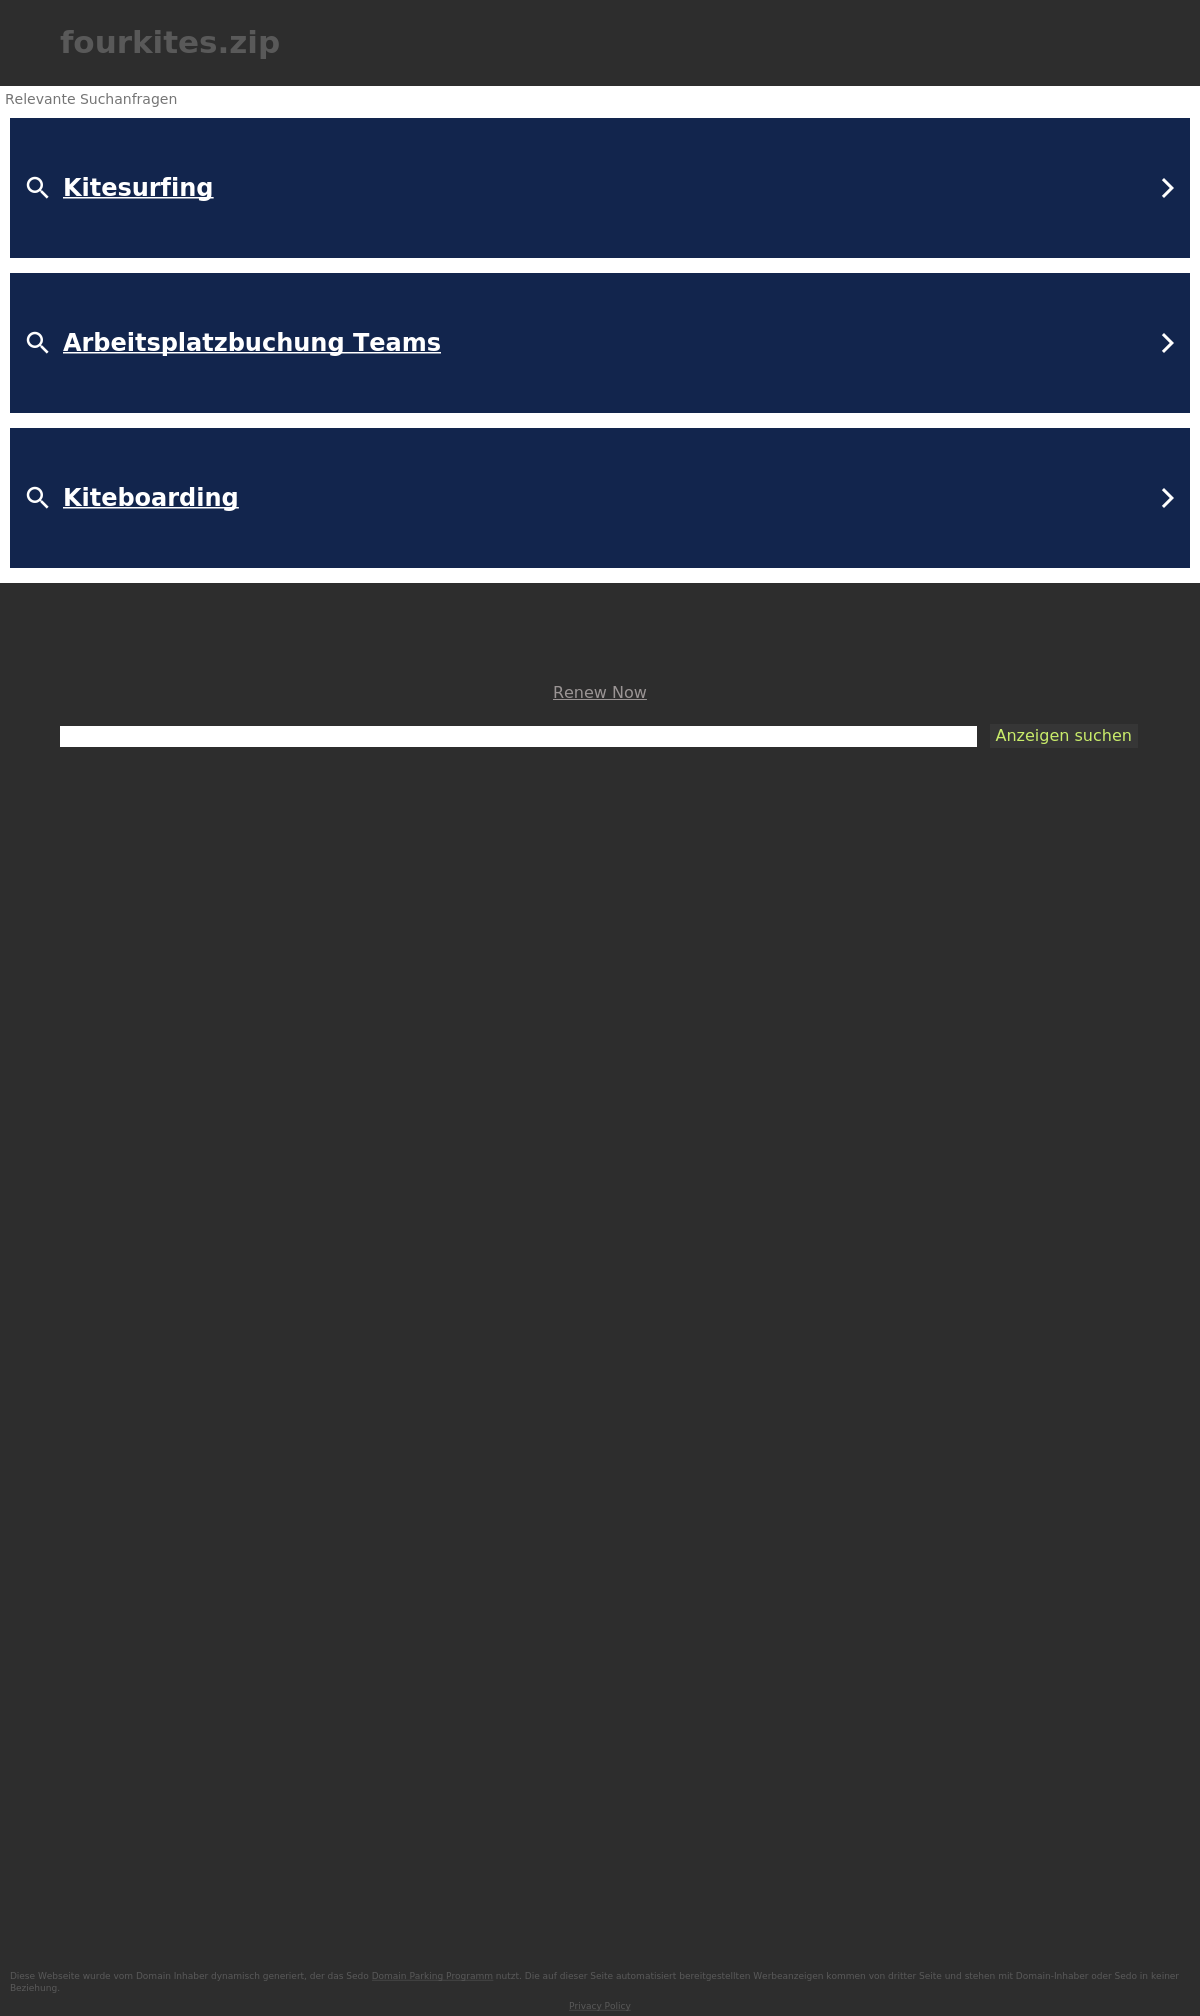 fourkites.zip
Relevante Suchanfragen
Kitesurfing
Arbeitsplatzbuchung Teams
Kiteboarding
Renew Now
Anzeigen suchen
Diese Webseite wurde vom Domain Inhaber dynamisch generiert, der das Sedo Domain Parking Programm nutzt. Die auf dieser Seite automatisiert bereitgestellten Werbeanzeigen kommen von dritter Seite und stehen mit Domain-Inhaber oder Sedo in keiner
Beziehung.
Privacy Policy